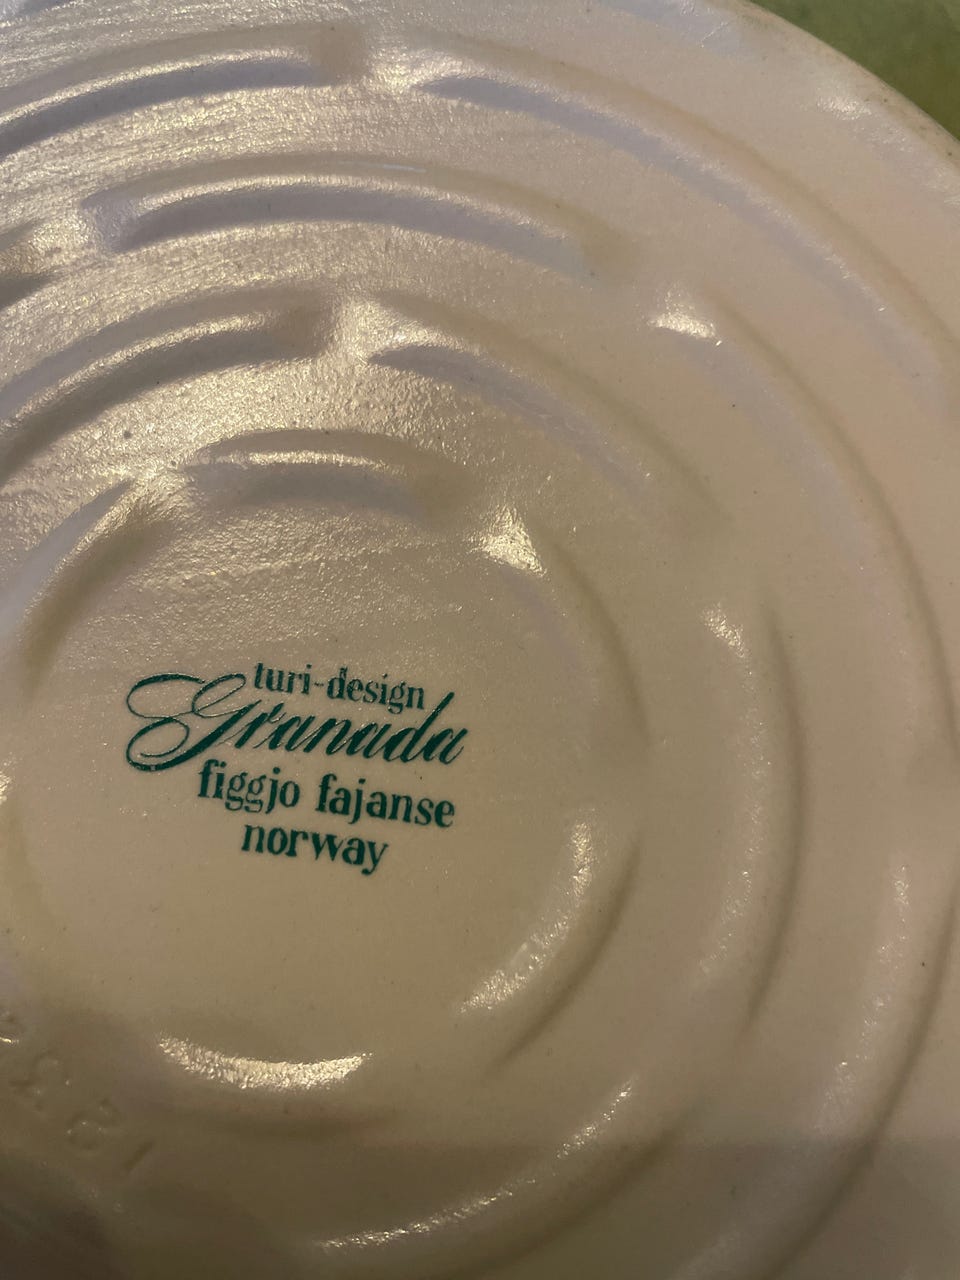 turi-design
Granada
figgjo fajanse
norway